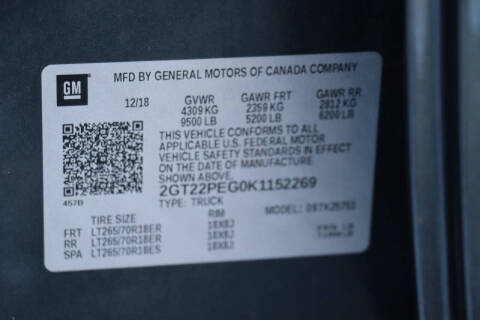 GM
MFD BY GENERAL MOTORS OF CANADA COMPANY
12/18 GVWR GAWR FRT GAWR RR
4309 KG 2359 KG 2812 KG
9500 LB 5200 LB 6200 LB
THIS VEHICLE CONFORMS TO ALL
APPLICABLE U.S. FEDERAL MOTOR
VEHICLE SAFETY STANDARDS IN EFFECT
ON THE DATE OF MANUFACTURE
457B 2GT22PEG0K1152269
TYPE: TRUCK MODEL:
TIRE SIZE RIM
FRT LT265/70R18ER 18X8J
RR LT265/70R18ER 18X8J
SPA LT265/70R18ES 18X8J